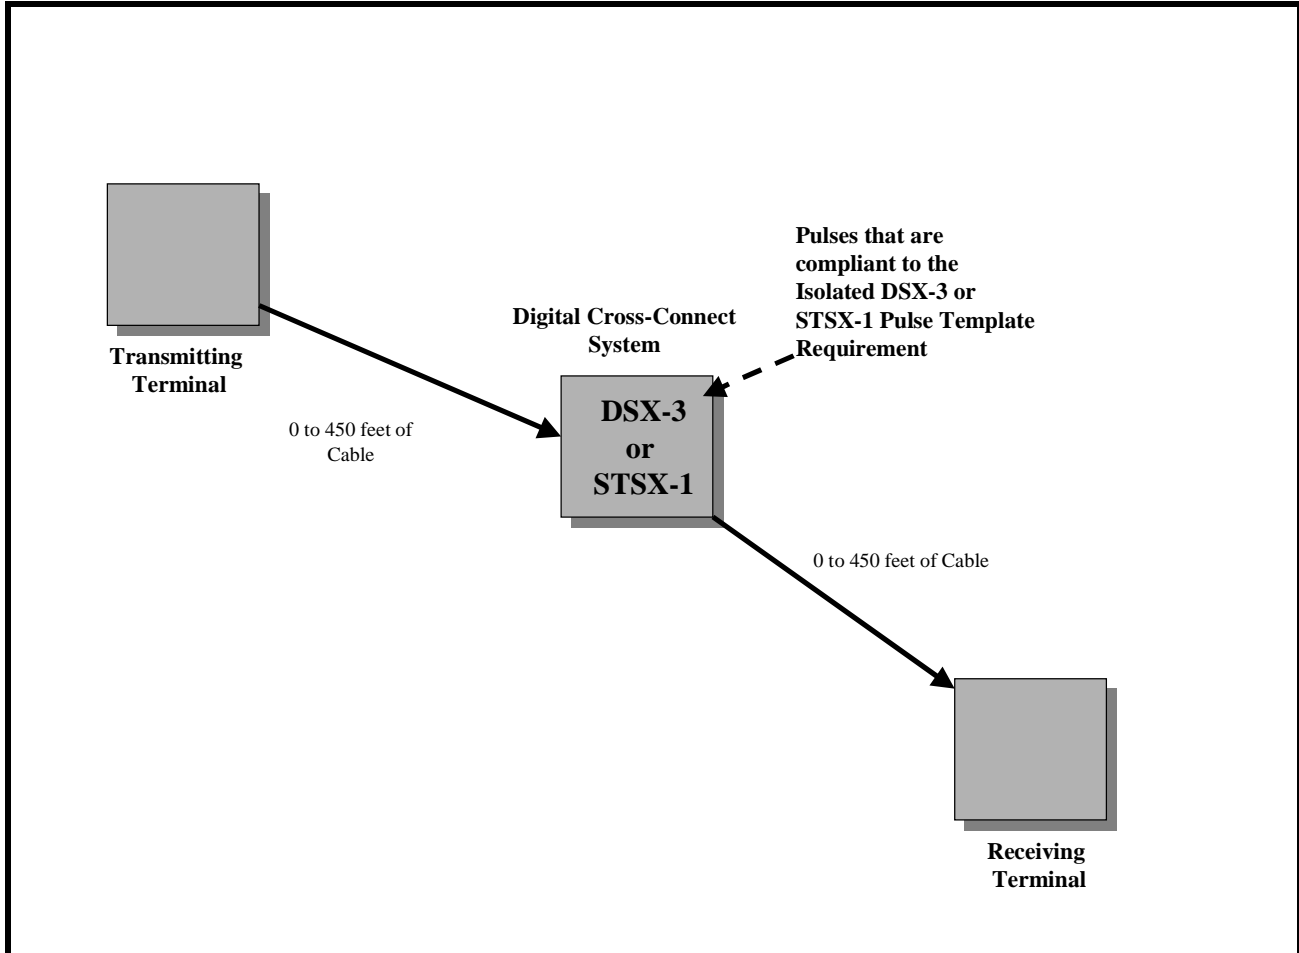 Pulses that are
compliant to the
Isolated DSX-3 or
STSX-1 Pulse Template
Requirement
Digital Cross-Connect
System
Transmitting
Terminal
DSX-3
or
STSX-1
0 to 450 feet of
Cable
0 to 450 feet of Cable
Receiving
Terminal